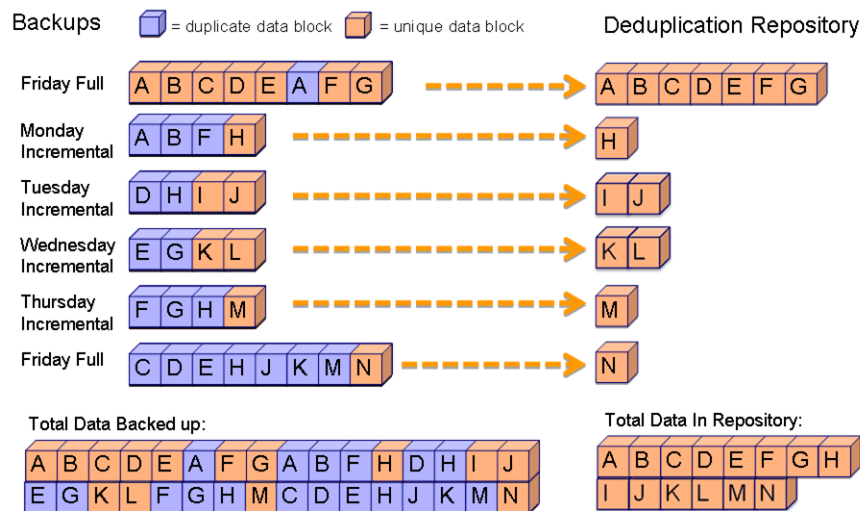 Backups = duplicate data block = unique data block Deduplication Repository
Friday Full A B C D E A F G A B C D E F G
Monday
Incremental A B F H H
Tuesday
Incremental D H I J I J
Wednesday
Incremental E G K L K L
Thursday
Incremental F G H M M
Friday Full C D E H J K M N N
Total Data Backed up: Total Data In Repository:
A B C D E A F G A B F H D H I J A B C D E F G H
E G K L F G H M C D E H J K M N I J K L M N